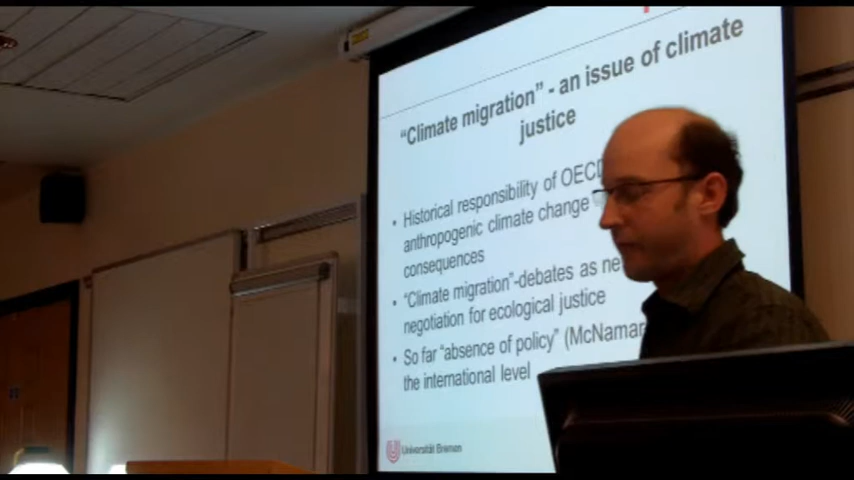 “Climate migration” - an issue of climate
justice
• Historical responsibility of OECD
anthropogenic climate change
consequences
• “Climate migration”-debates as
negotiation for ecological justice
• So far “absence of policy” (McNamar
the international level
Universität Bremen